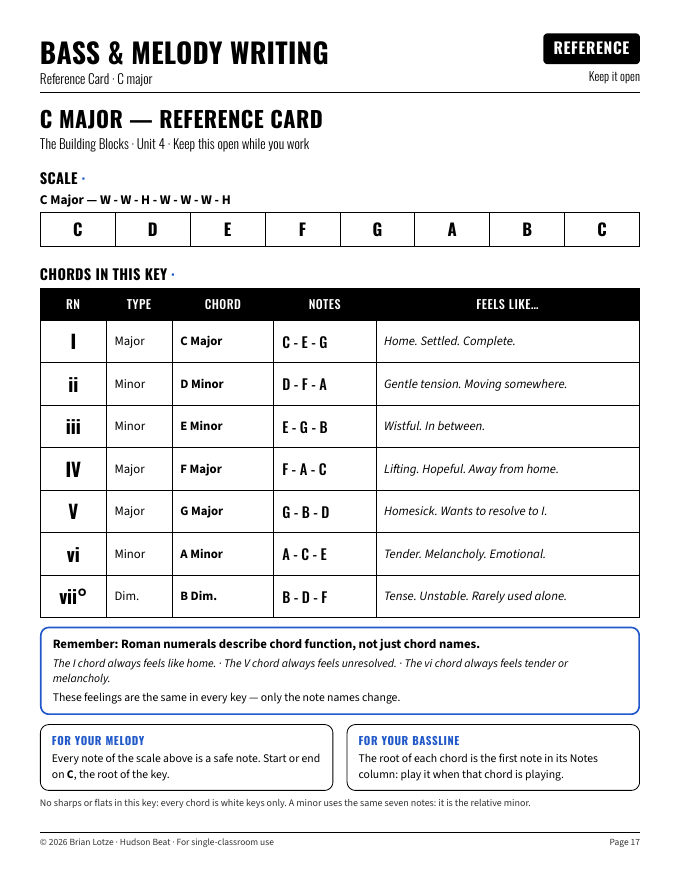 BASS & MELODY WRITING
REFERENCE
Reference Card · C major
Keep it open
C MAJOR — REFERENCE CARD
The Building Blocks · Unit 4 · Keep this open while you work
SCALE ·
C Major — W - W - H - W - W - W - H
C D E F G A B C
CHORDS IN THIS KEY ·
RN TYPE CHORD NOTES FEELS LIKE...
I Major C Major C - E - G Home. Settled. Complete.
ii Minor D Minor D - F - A Gentle tension. Moving somewhere.
iii Minor E Minor E - G - B Wistful. In between.
IV Major F Major F - A - C Lifting. Hopeful. Away from home.
V Major G Major G - B - D Homesick. Wants to resolve to I.
vi Minor A Minor A - C - E Tender. Melancholy. Emotional.
vii° Dim. B Dim. B - D - F Tense. Unstable. Rarely used alone.
Remember: Roman numerals describe chord function, not just chord names.
The I chord always feels like home. · The V chord always feels unresolved. · The vi chord always feels tender or
melancholy.
These feelings are the same in every key — only the note names change.
FOR YOUR MELODY
Every note of the scale above is a safe note. Start or end
on C, the root of the key.
FOR YOUR BASSLINE
The root of each chord is the first note in its Notes
column: play it when that chord is playing.
No sharps or flats in this key: every chord is white keys only. A minor uses the same seven notes: it is the relative minor.
© 2026 Brian Lotze · Hudson Beat · For single-classroom use
Page 17